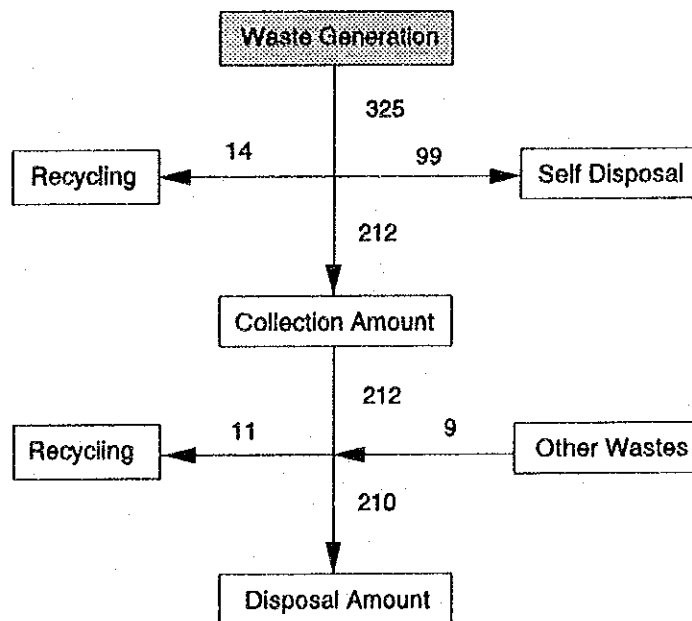 Waste Generation
325
14
99
Recycling
Self Disposal
212
Collection Amount
212
11
9
Recycling
Other Wastes
210
Disposal Amount